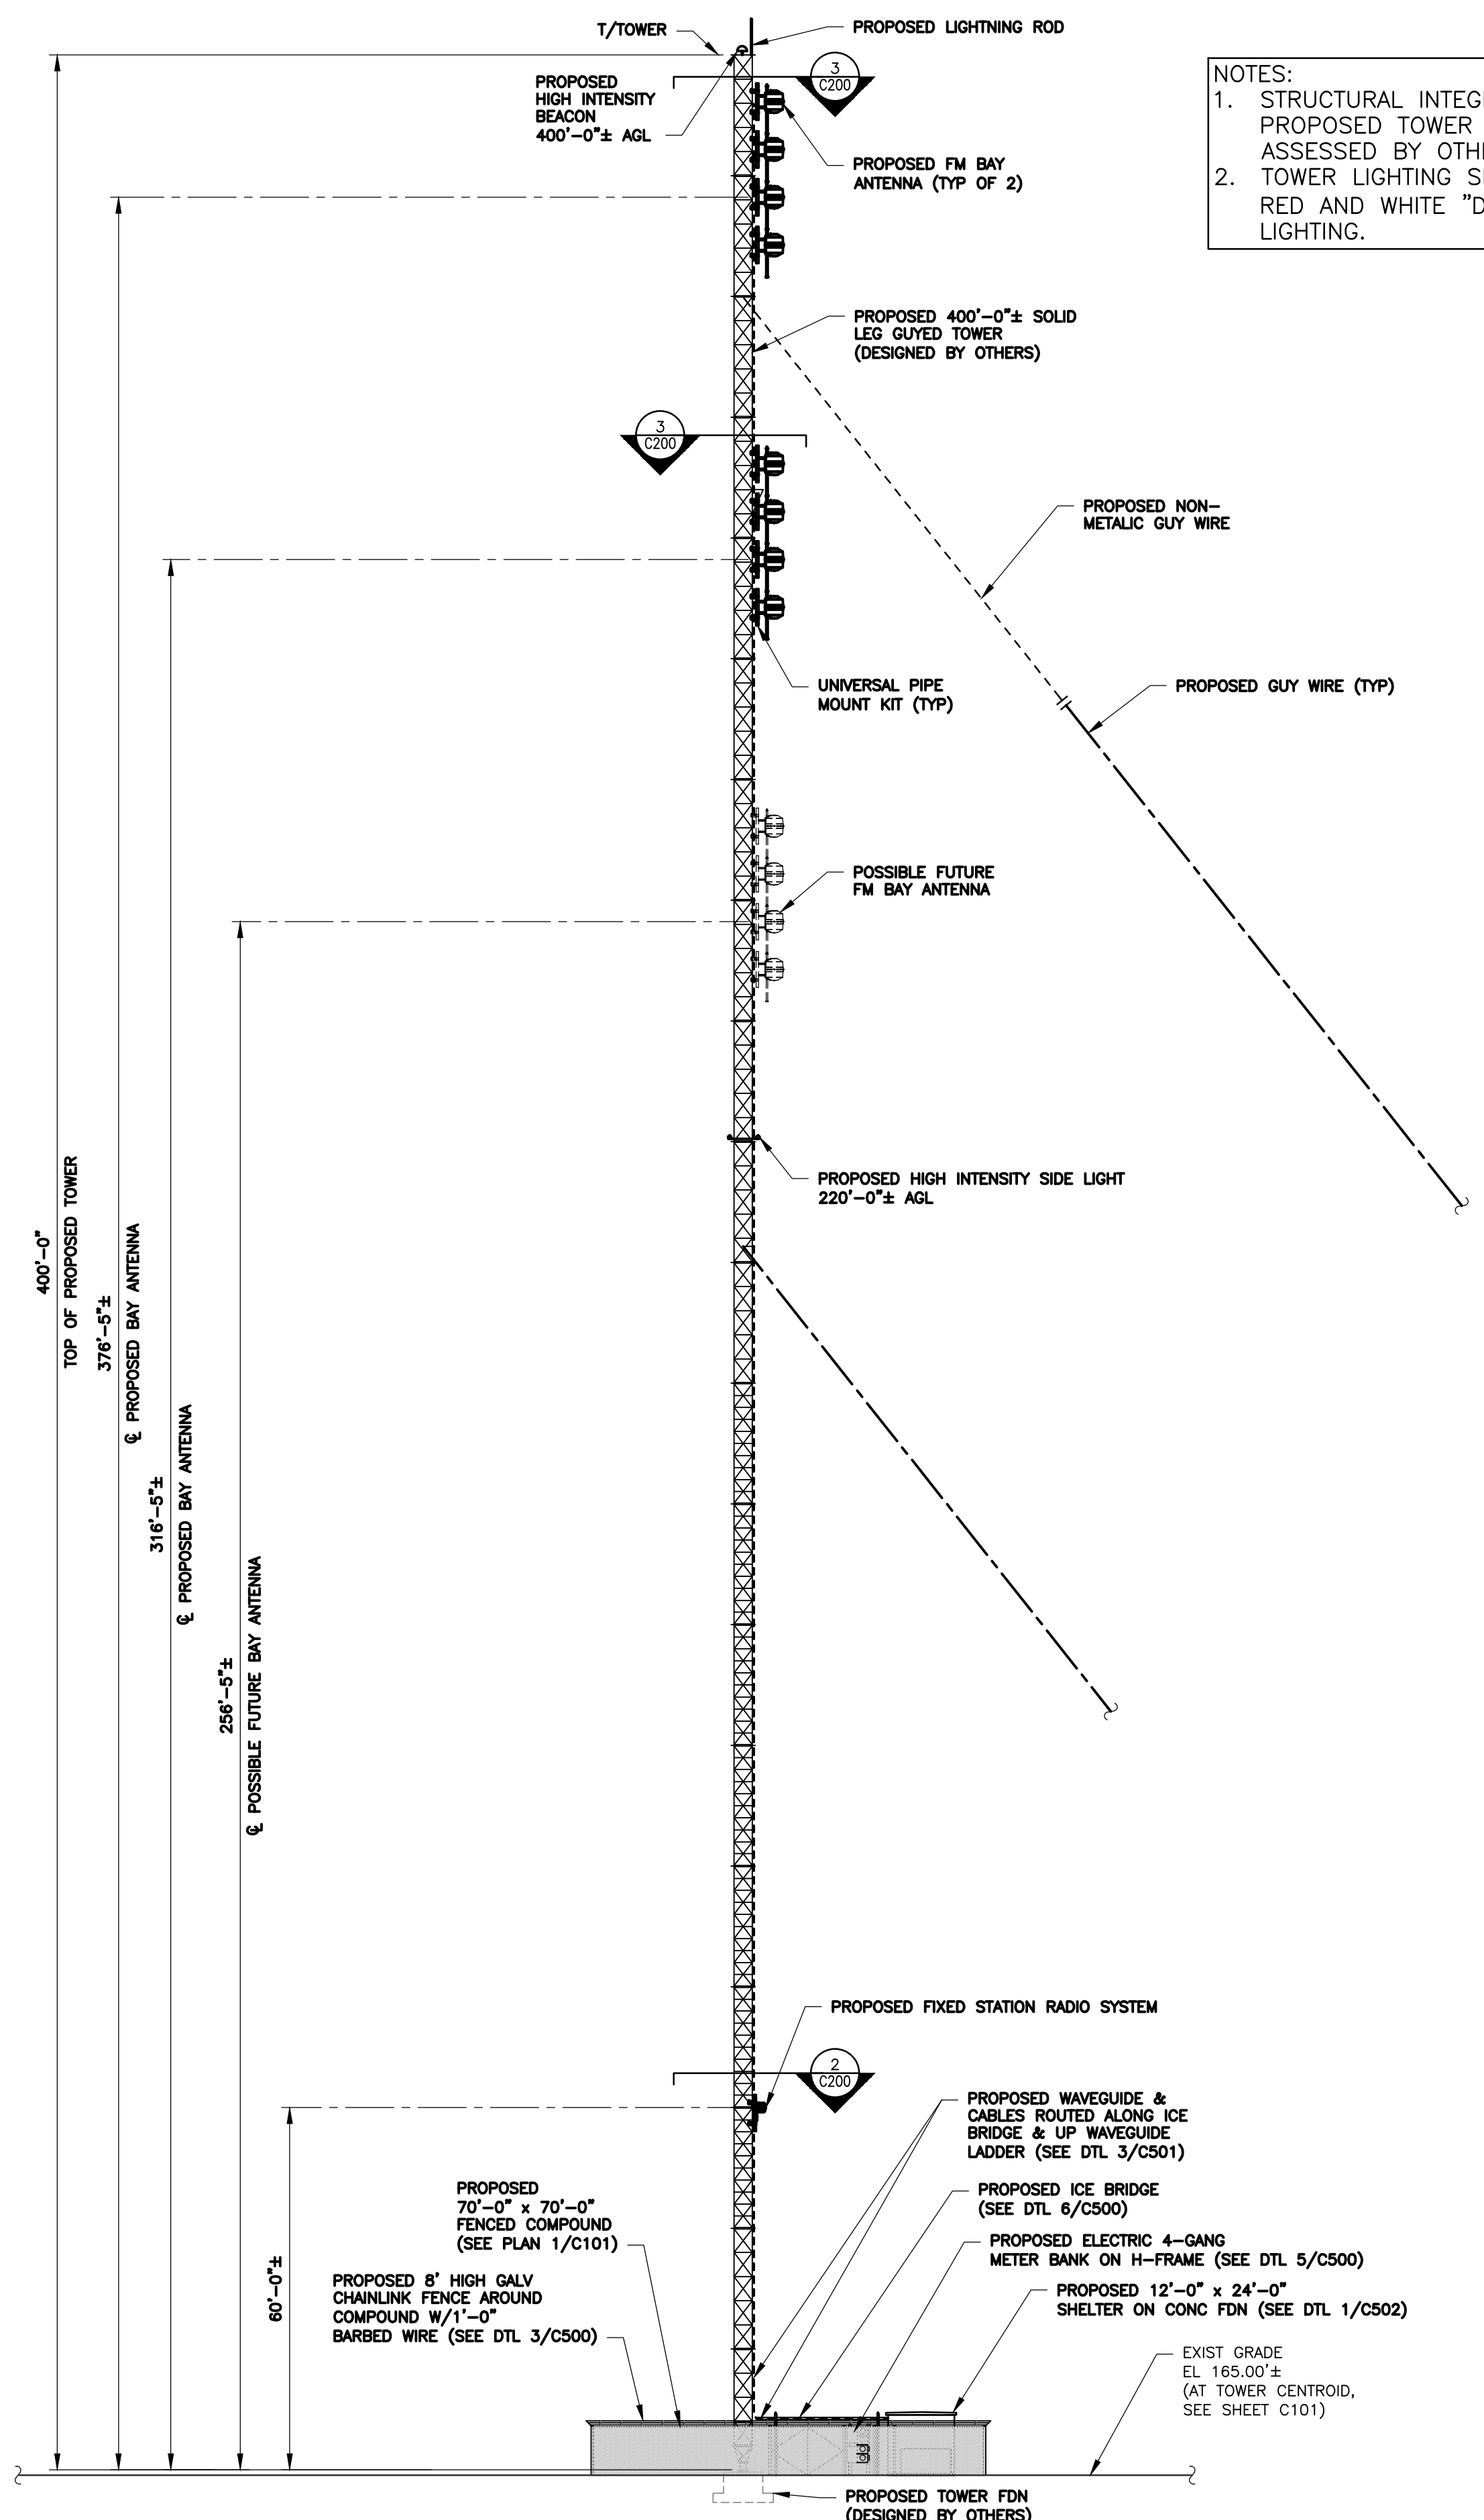 T/TOWER
PROPOSED LIGHTNING ROD
PROPOSED
HIGH INTENSITY
BEACON
400'-0"± AGL
3
C200
PROPOSED FM BAY
ANTENNA (TYP OF 2)
NOTES:
1. STRUCTURAL
PROPOSED TOWER
ASSESSED BY
2. TOWER LIGHTING
RED AND WHITE
LIGHTING.
PROPOSED 400'-0"± SOLID
LEG GUYED TOWER
(DESIGNED BY OTHERS)
3
C200
PROPOSED NON-
METALIC GUY WIRE
UNIVERSAL PIPE
MOUNT KIT (TYP)
PROPOSED GUY WIRE (TYP)
POSSIBLE FUTURE
FM BAY ANTENNA
PROPOSED HIGH INTENSITY SIDE LIGHT
220'-0"± AGL
400'-0"
TOP OF PROPOSED TOWER
376'-5"±
℄ PROPOSED BAY ANTENNA
316'-5"±
℄ PROPOSED BAY ANTENNA
256'-5"±
℄ POSSIBLE FUTURE BAY ANTENNA
60'-0"±
PROPOSED FIXED STATION RADIO SYSTEM
2
C200
PROPOSED WAVEGUIDE &
CABLES ROUTED ALONG ICE
BRIDGE & UP WAVEGUIDE
LADDER (SEE DTL 3/C501)
PROPOSED
70'-0" x 70'-0"
FENCED COMPOUND
(SEE PLAN 1/C101)
PROPOSED ICE BRIDGE
(SEE DTL 6/C500)
PROPOSED ELECTRIC 4-GANG
METER BANK ON H-FRAME (SEE DTL 5/C500)
PROPOSED 8' HIGH GALV
CHAINLINK FENCE AROUND
COMPOUND W/1'-0"
BARBED WIRE (SEE DTL 3/C500)
PROPOSED 12'-0" x 24'-0"
SHELTER ON CONC FDN (SEE DTL 1/C502)
EXIST GRADE
EL 165.00'±
(AT TOWER CENTROID,
SEE SHEET C101)
PROPOSED TOWER FDN
(DESIGNED BY OTHERS)